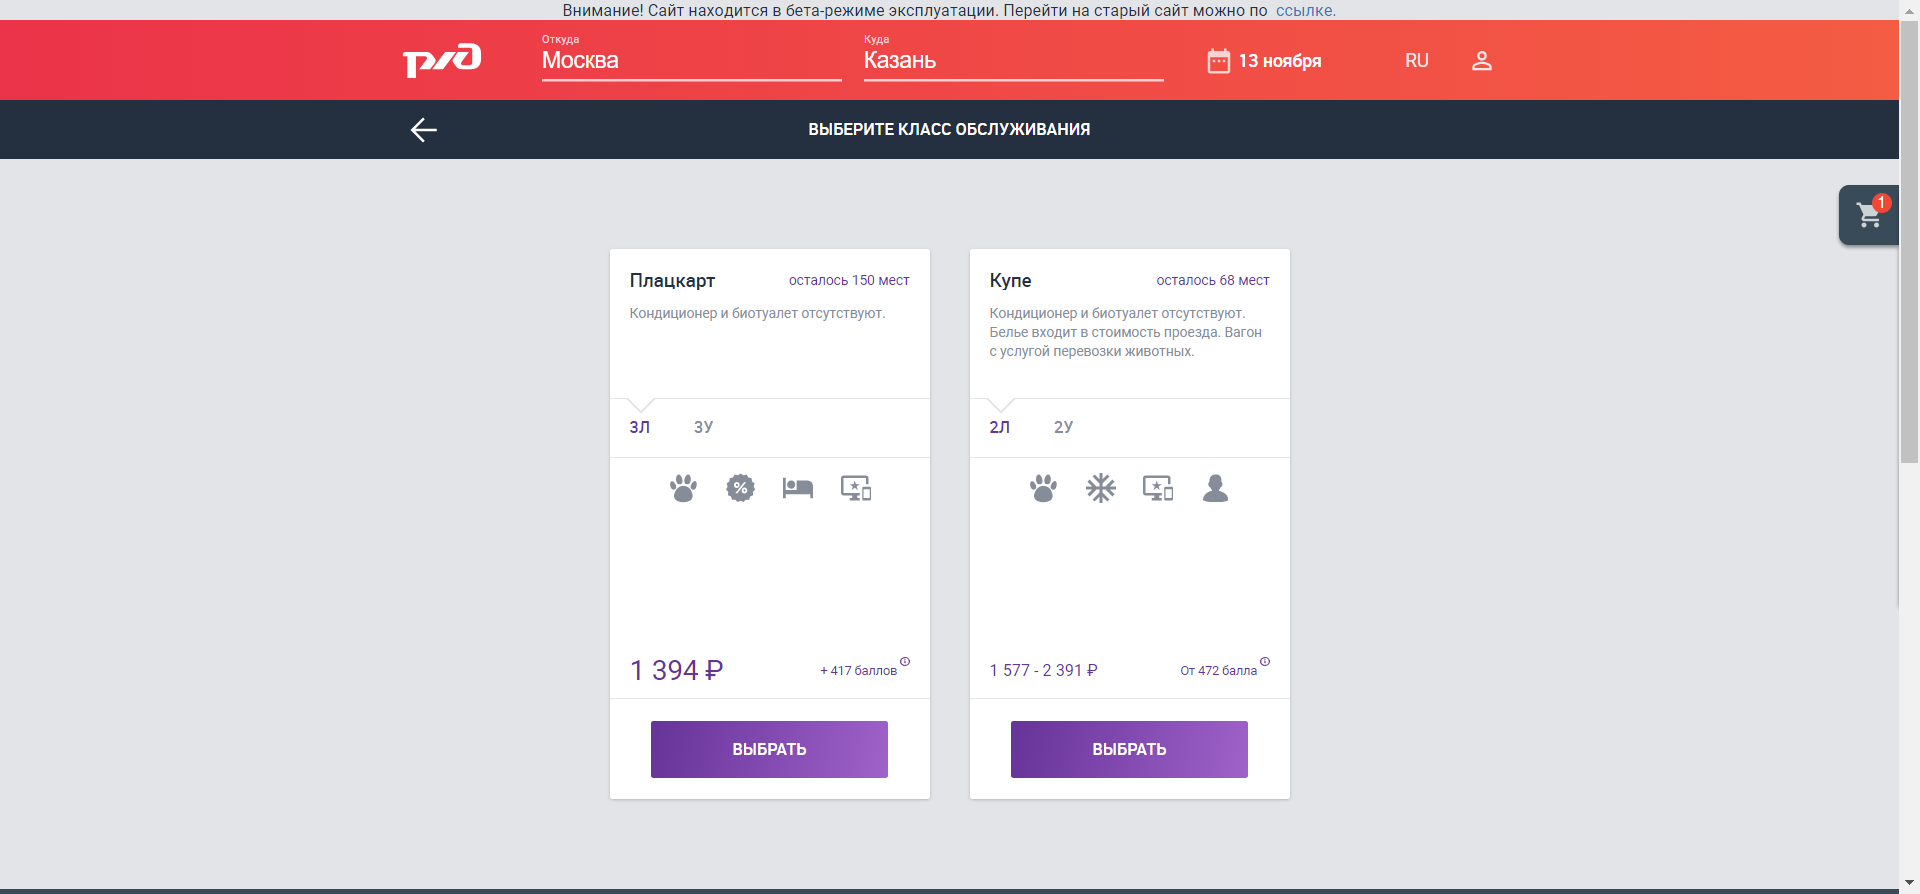 Внимание! Сайт находится в бета-режиме эксплуатации. Перейти на старый сайт можно по ссылке.
ржд
Откуда
Москва
Куда
Казань
13 ноября
RU
ВЫБЕРИТЕ КЛАСС ОБСЛУЖИВАНИЯ
1
Плацкарт
осталось 150 мест
Кондиционер и биотуалет отсутствуют.
3Л 3У
%
1 394 ₽
+ 417 баллов
ВЫБРАТЬ
Купе
осталось 68 мест
Кондиционер и биотуалет отсутствуют.
Белье входит в стоимость проезда. Вагон
с услугой перевозки животных.
2Л 2У
1 577 - 2 391 ₽
От 472 балла
ВЫБРАТЬ